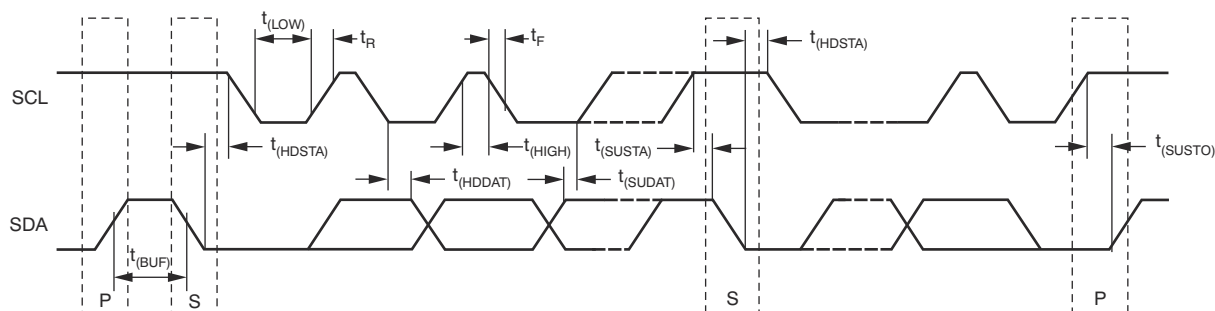 t(LOW)
tR
tF
t(HDSTA)
SCL
t(HDSTA)
t(HIGH)
t(SUSTA)
t(SUSTO)
t(HDDAT)
t(SUDAT)
SDA
t(BUF)
P
S
S
P